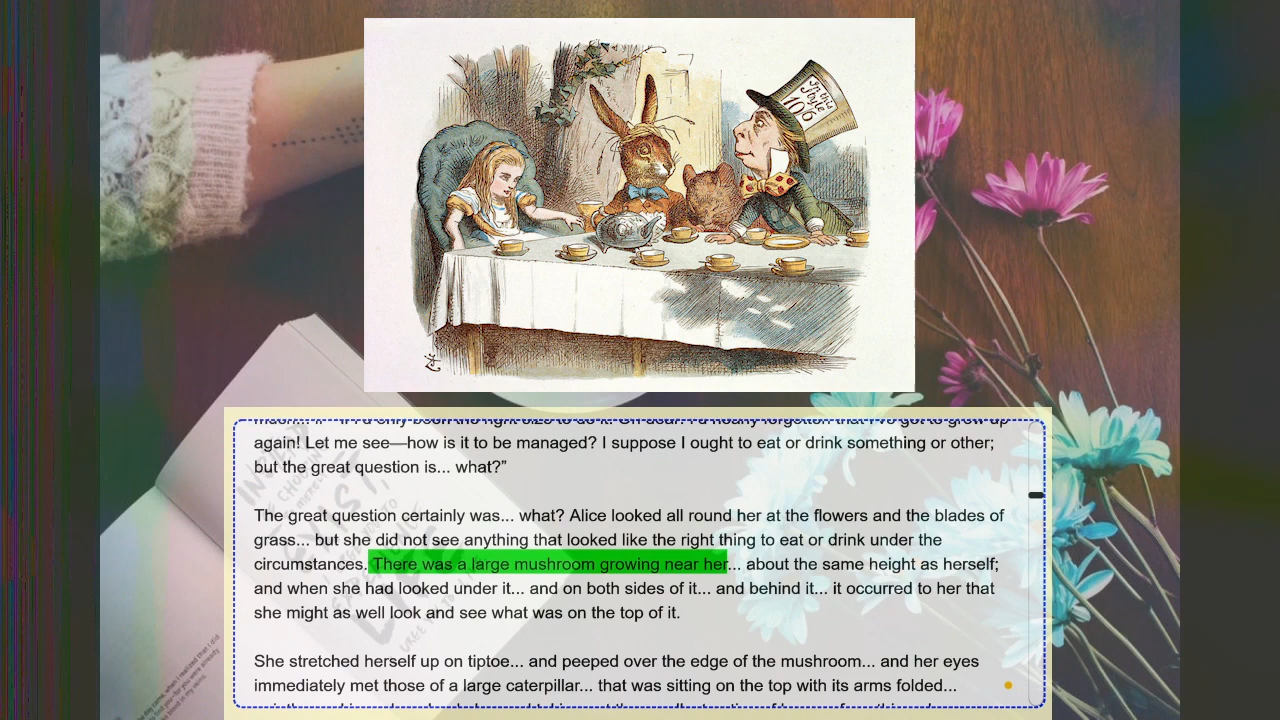 In this
Style
10/6
again! Let me see—how is it to be managed? I suppose I ought to eat or drink something or other;
but the great question is... what?”
The great question certainly was... what? Alice looked all round her at the flowers and the blades of
grass... but she did not see anything that looked like the right thing to eat or drink under the
circumstances. There was a large mushroom growing near her... about the same height as herself;
and when she had looked under it... and on both sides of it... and behind it... it occurred to her that
she might as well look and see what was on the top of it.
She stretched herself up on tiptoe... and peeped over the edge of the mushroom... and her eyes
immediately met those of a large caterpillar... that was sitting on the top with its arms folded...